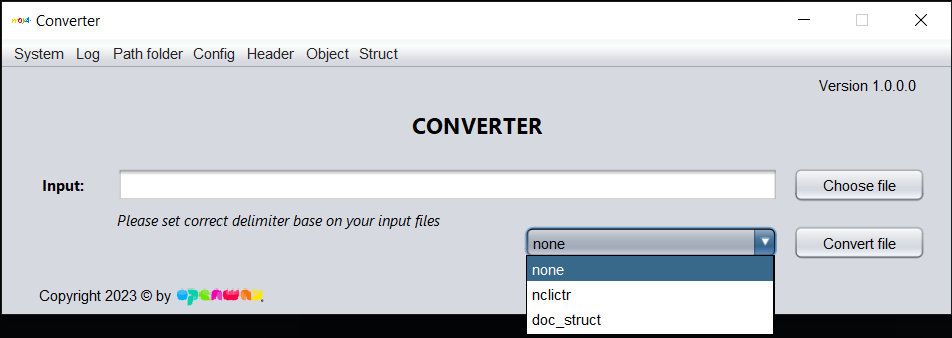 Converter
System Log Path folder Config Header Object Struct
Version 1.0.0.0
CONVERTER
Input:
Choose file
Please set correct delimiter base on your input files
none
Convert file
none
nclictr
doc_struct
Copyright 2023 © by openway.